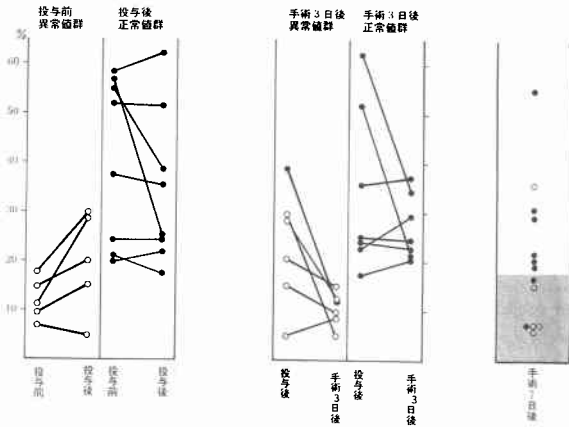 投与前
異常値群
投与後
正常値群
手術3日後
異常値群
手術3日後
正常値群
%
60
50
40
30
20
10
投与前
投与後
投与前
投与後
投与後
手術3日後
投与後
手術3日後
手術7日後